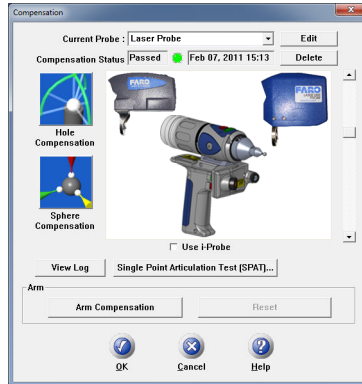 Compensation
Current Probe : Laser Probe Edit
Compensation Status Passed Feb 07, 2011 15:13 Delete
FARO FARO
Hole
Compensation
Sphere
Compensation
Use i-Probe
View Log Single Point Articulation Test (SPAT)...
Arm
Arm Compensation Reset
OK Cancel Help